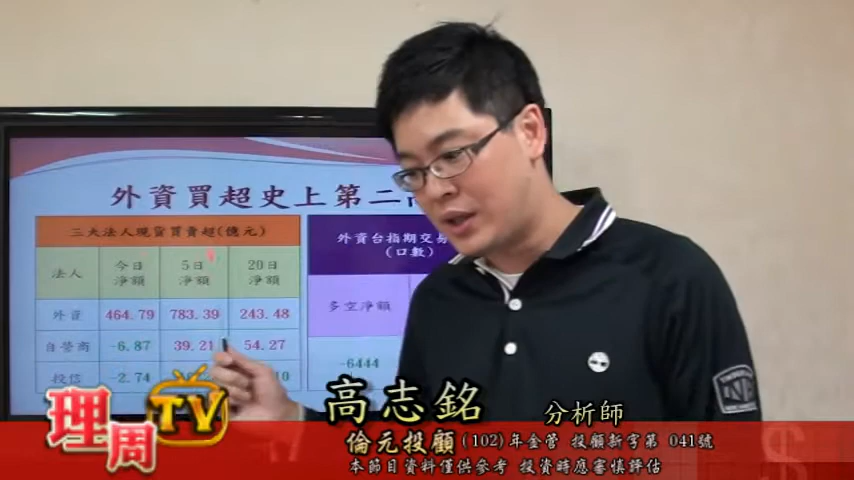 外資買超史上第二
三大法人現貨買賣超(億元)
外資台指期交易
(口數)
法人 今日淨額 5日淨額 20日淨額
多空淨額
外資 464.79 783.39 243.48
自營商 -6.87 39.21 54.27
-6444
投信 -2.74
理周TV
高志銘 分析師
倫元投顧 (102)年金管 投顧新字第 041號
本節目資料僅供參考 投資時應審慎評估